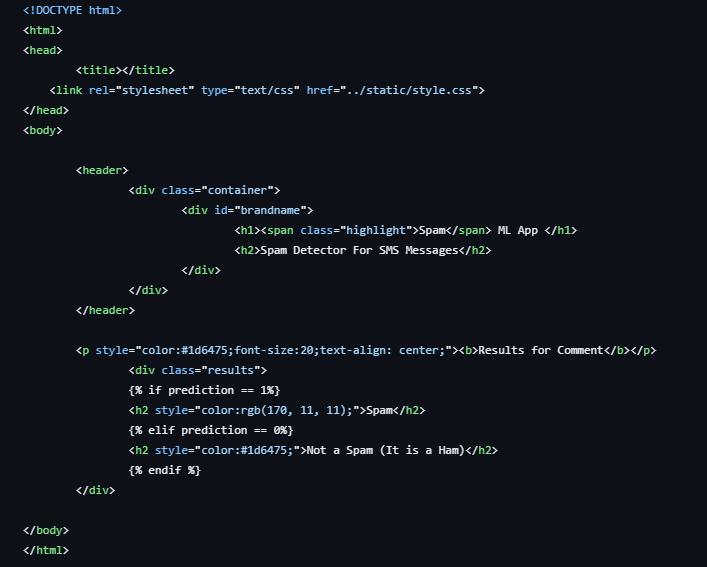 <!DOCTYPE html>
<html>
<head>
	<title></title>
    <link rel="stylesheet" type="text/css" href="../static/style.css">
</head>
<body>

	<header>
		<div class="container">
			<div id="brandname">
				<h1><span class="highlight">Spam</span> ML App </h1>
				<h2>Spam Detector For SMS Messages</h2>
			</div>
		</div>
	</header>

	<p style="color:#1d6475;font-size:20;text-align: center;"><b>Results for Comment</b></p>
		<div class="results">
		{% if prediction == 1%}
		<h2 style="color:rgb(170, 11, 11);">Spam</h2>
		{% elif prediction == 0%}
		<h2 style="color:#1d6475;">Not a Spam (It is a Ham)</h2>
		{% endif %}
	</div>

</body>
</html>